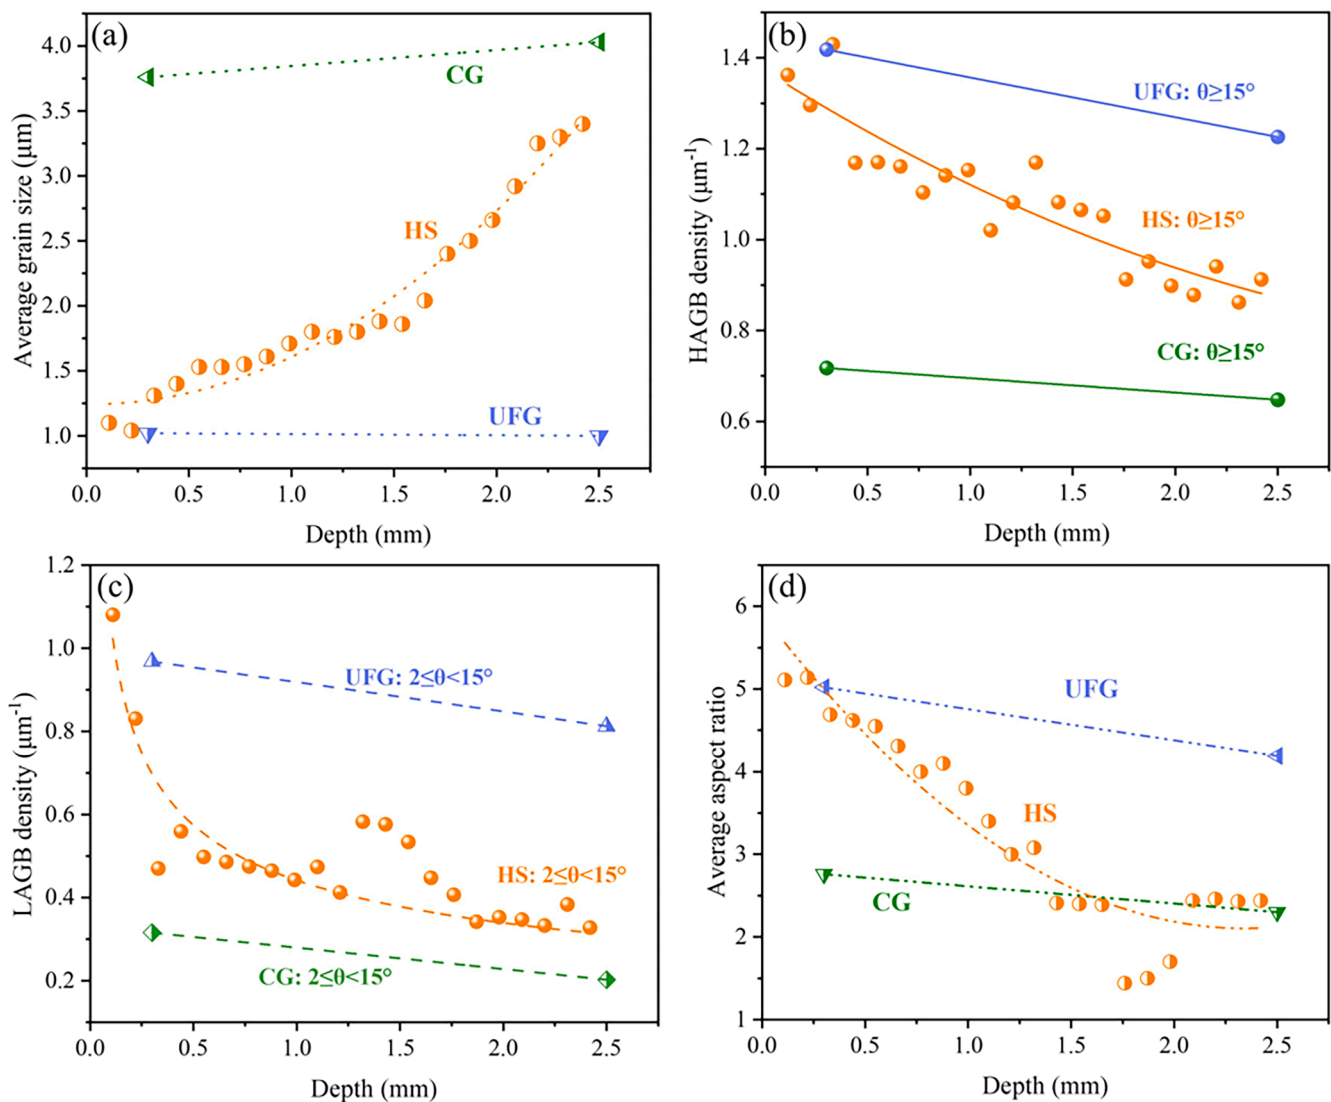 (a)
Average grain size (μm)
4.0
3.5
3.0
2.5
2.0
1.5
1.0
CG
HS
UFG
0.0 0.5 1.0 1.5 2.0 2.5
Depth (mm)
(b)
HAGB density (μm⁻¹)
1.4
1.2
1.0
0.8
0.6
UFG: θ≥15°
HS: θ≥15°
CG: θ≥15°
0.0 0.5 1.0 1.5 2.0 2.5
Depth (mm)
(c)
LAGB density (μm⁻¹)
1.2
1.0
0.8
0.6
0.4
0.2
UFG: 2≤θ<15°
HS: 2≤θ<15°
CG: 2≤θ<15°
0.0 0.5 1.0 1.5 2.0 2.5
Depth (mm)
(d)
Average aspect ratio
6
5
4
3
2
1
UFG
HS
CG
0.0 0.5 1.0 1.5 2.0 2.5
Depth (mm)